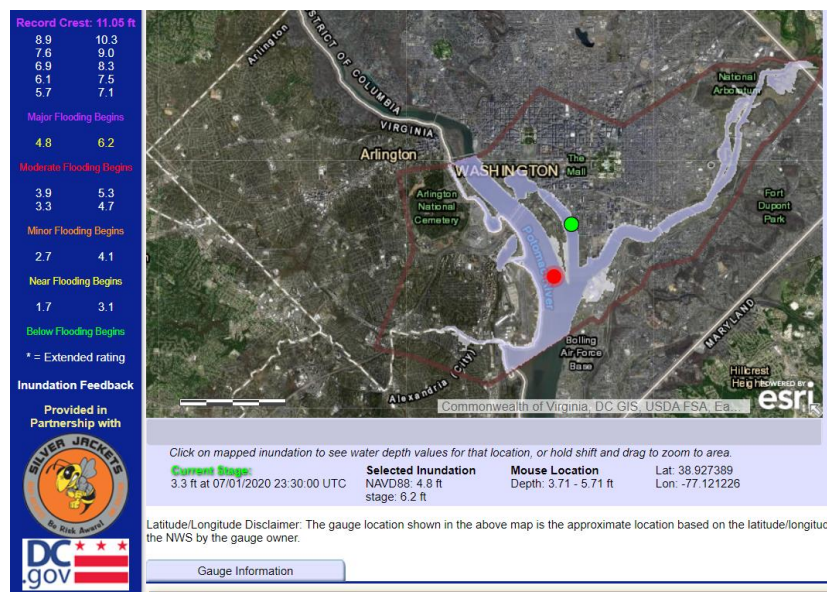 Record Crest: 11.05 ft
8.9 10.3
7.6 9.0
6.9 8.3
6.1 7.5
5.7 7.1
Major Flooding Begins
4.8 6.2
Moderate Flooding Begins
3.9 5.3
3.3 4.7
Minor Flooding Begins
2.7 4.1
Near Flooding Begins
1.7 3.1
Below Flooding Begins
* = Extended rating
Inundation Feedback
Provided in
Partnership with
SILVER JACKETS
Be Risk Aware!
DC
.gov
Arlington
DISTRICT OF COLUMBIA
VIRGINIA
Arlington
WASHINGTON
The
Mall
National
Arboretum
Arlington
National
Cemetery
Fort
Dupont
Park
Potomac River
Bolling
Air Force
Base
MARYLAND
Alexandria (City)
Hillcrest
Heigh
POWERED BY
esri
Commonwealth of Virginia, DC GIS, USDA FSA, Ea...
Click on mapped inundation to see water depth values for that location, or hold shift and drag to zoom to area.
Current Stage:
3.3 ft at 07/01/2020 23:30:00 UTC
Selected Inundation
NAVD88: 4.8 ft
stage: 6.2 ft
Mouse Location
Depth: 3.71 - 5.71 ft
Lat: 38.927389
Lon: -77.121226
Latitude/Longitude Disclaimer: The gauge location shown in the above map is the approximate location based on the latitude/longitud
the NWS by the gauge owner.
Gauge Information